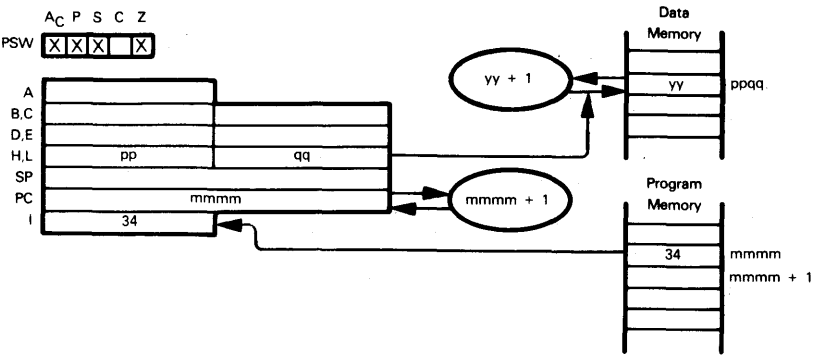 AC P S C Z
PSW X X X X
A
B,C
D,E
H,L pp qq
SP
PC mmmm
I 34
yy + 1
mmmm + 1
Data
Memory
yy ppqq
Program
Memory
34 mmmm
mmmm + 1